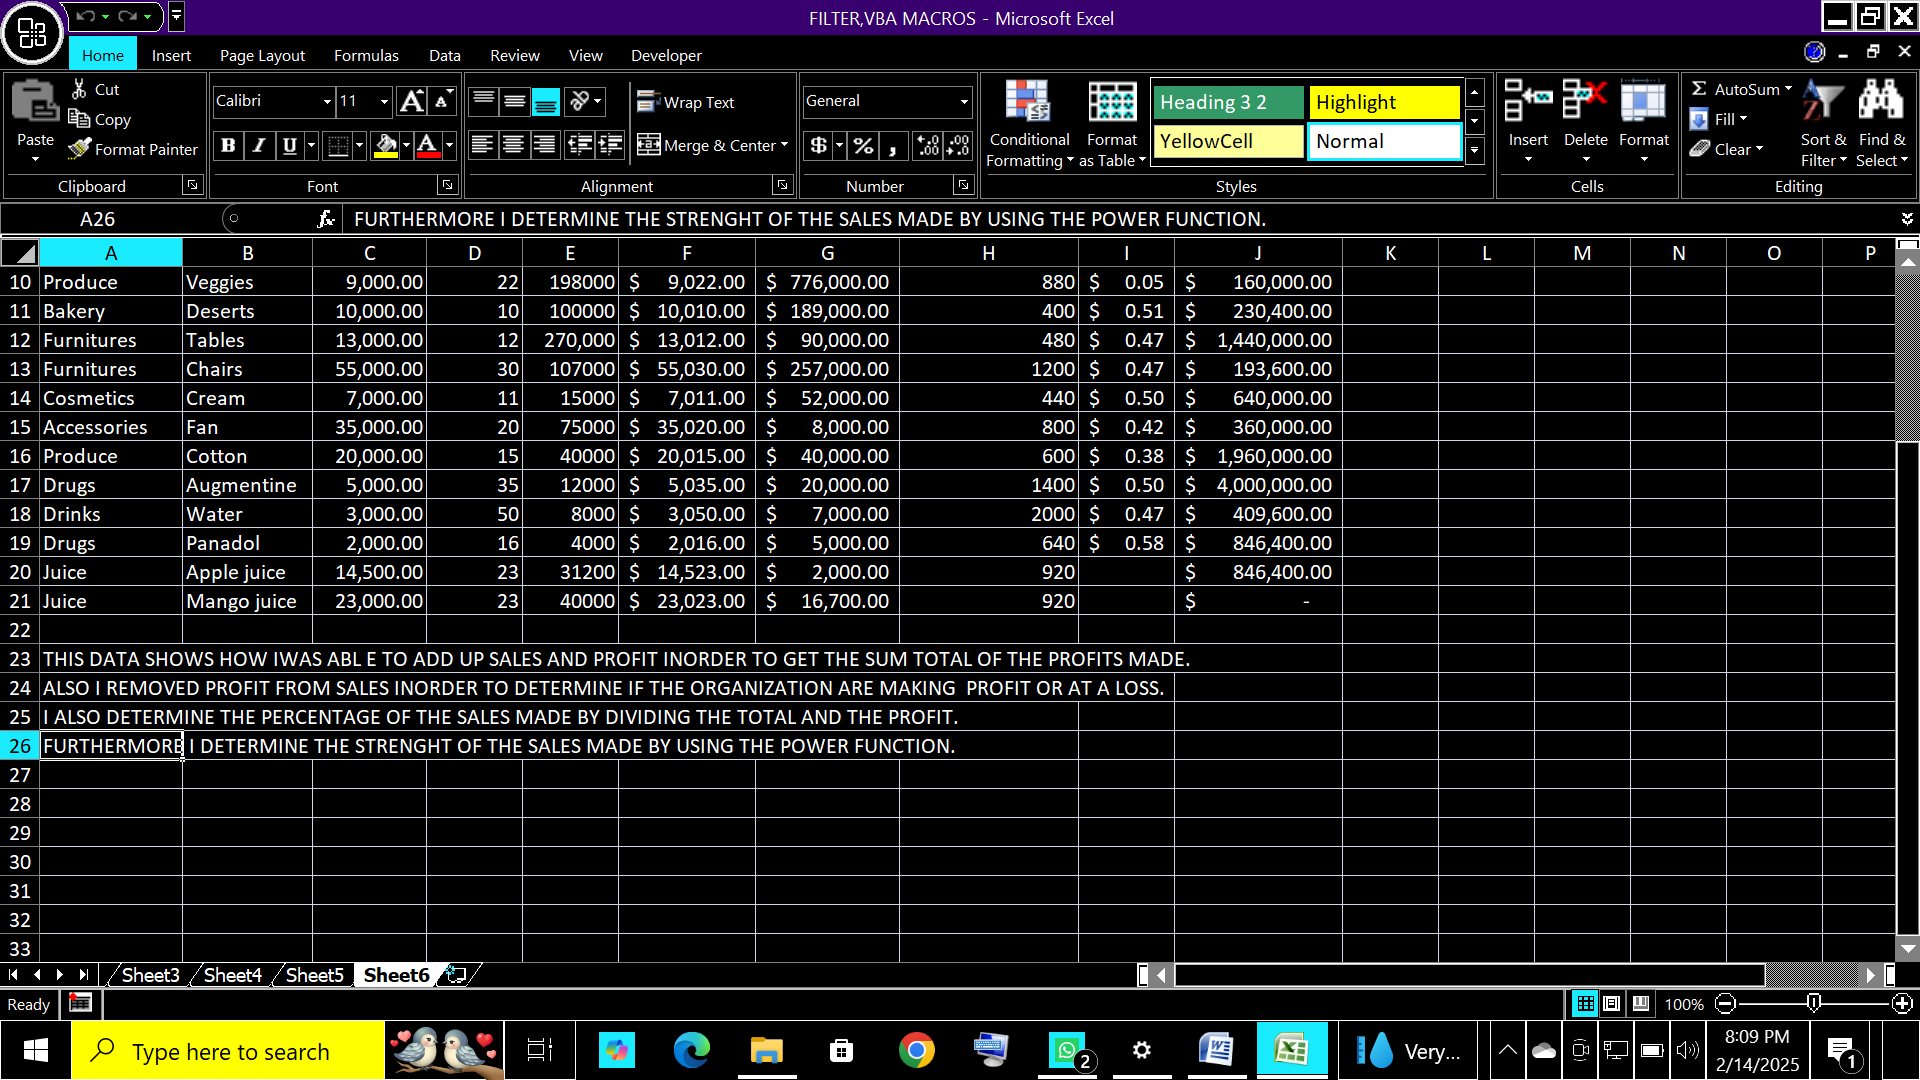 FILTER,VBA MACROS - Microsoft Excel
Home Insert Page Layout Formulas Data Review View Developer
Paste Cut Copy Format Painter
Clipboard
Calibri 11
B I U
Font
Wrap Text
Merge & Center
Alignment
General
$ % ,
Number
Conditional Formatting
Format as Table
Heading 3 2 Highlight
YellowCell Normal
Styles
Insert Delete Format
Cells
Σ AutoSum
Fill
Clear
Sort & Filter
Find & Select
Editing
A26 fx FURTHERMORE I DETERMINE THE STRENGHT OF THE SALES MADE BY USING THE POWER FUNCTION.
A B C D E F G H I J K L M N O P
10 Produce Veggies 9,000.00 22 198000 $ 9,022.00 $ 776,000.00 880 $ 0.05 $ 160,000.00
11 Bakery Deserts 10,000.00 10 100000 $ 10,010.00 $ 189,000.00 400 $ 0.51 $ 230,400.00
12 Furnitures Tables 13,000.00 12 270,000 $ 13,012.00 $ 90,000.00 480 $ 0.47 $ 1,440,000.00
13 Furnitures Chairs 55,000.00 30 107000 $ 55,030.00 $ 257,000.00 1200 $ 0.47 $ 193,600.00
14 Cosmetics Cream 7,000.00 11 15000 $ 7,011.00 $ 52,000.00 440 $ 0.50 $ 640,000.00
15 Accessories Fan 35,000.00 20 75000 $ 35,020.00 $ 8,000.00 800 $ 0.42 $ 360,000.00
16 Produce Cotton 20,000.00 15 40000 $ 20,015.00 $ 40,000.00 600 $ 0.38 $ 1,960,000.00
17 Drugs Augmentine 5,000.00 35 12000 $ 5,035.00 $ 20,000.00 1400 $ 0.50 $ 4,000,000.00
18 Drinks Water 3,000.00 50 8000 $ 3,050.00 $ 7,000.00 2000 $ 0.47 $ 409,600.00
19 Drugs Panadol 2,000.00 16 4000 $ 2,016.00 $ 5,000.00 640 $ 0.58 $ 846,400.00
20 Juice Apple juice 14,500.00 23 31200 $ 14,523.00 $ 2,000.00 920 $ 846,400.00
21 Juice Mango juice 23,000.00 23 40000 $ 23,023.00 $ 16,700.00 920 $ -
22
23 THIS DATA SHOWS HOW IWAS ABL E TO ADD UP SALES AND PROFIT INORDER TO GET THE SUM TOTAL OF THE PROFITS MADE.
24 ALSO I REMOVED PROFIT FROM SALES INORDER TO DETERMINE IF THE ORGANIZATION ARE MAKING  PROFIT OR AT A LOSS.
25 I ALSO DETERMINE THE PERCENTAGE OF THE SALES MADE BY DIVIDING THE TOTAL AND THE PROFIT.
26 FURTHERMORE I DETERMINE THE STRENGHT OF THE SALES MADE BY USING THE POWER FUNCTION.
27
28
29
30
31
32
33
Sheet3 Sheet4 Sheet5 Sheet6
Ready 100%
Type here to search 2 Very... 8:09 PM
2/14/2025 1